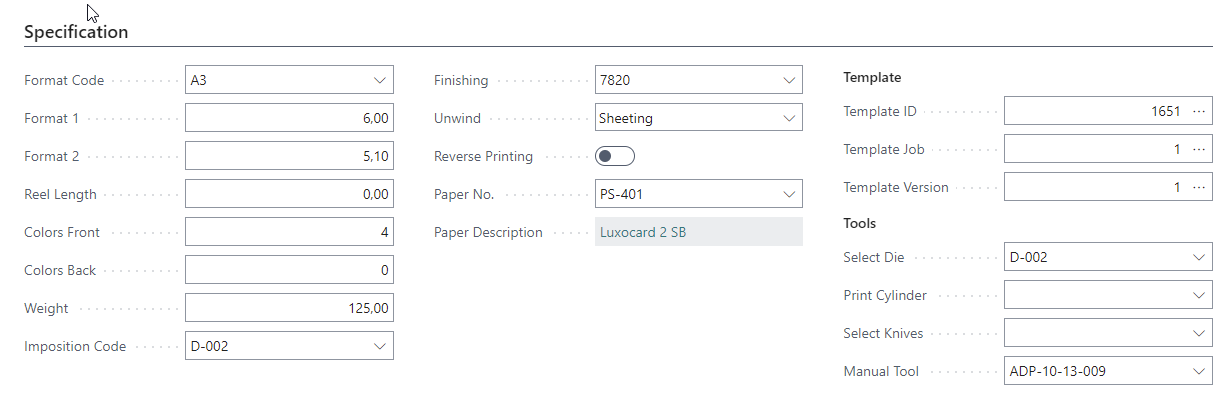 Specification
Format Code A3
Format 1 6,00
Format 2 5,10
Reel Length 0,00
Colors Front 4
Colors Back 0
Weight 125,00
Imposition Code D-002
Finishing 7820
Unwind Sheeting
Reverse Printing
Paper No. PS-401
Paper Description Luxocard 2 SB
Template
Template ID 1651
Template Job 1
Template Version 1
Tools
Select Die D-002
Print Cylinder
Select Knives
Manual Tool ADP-10-13-009